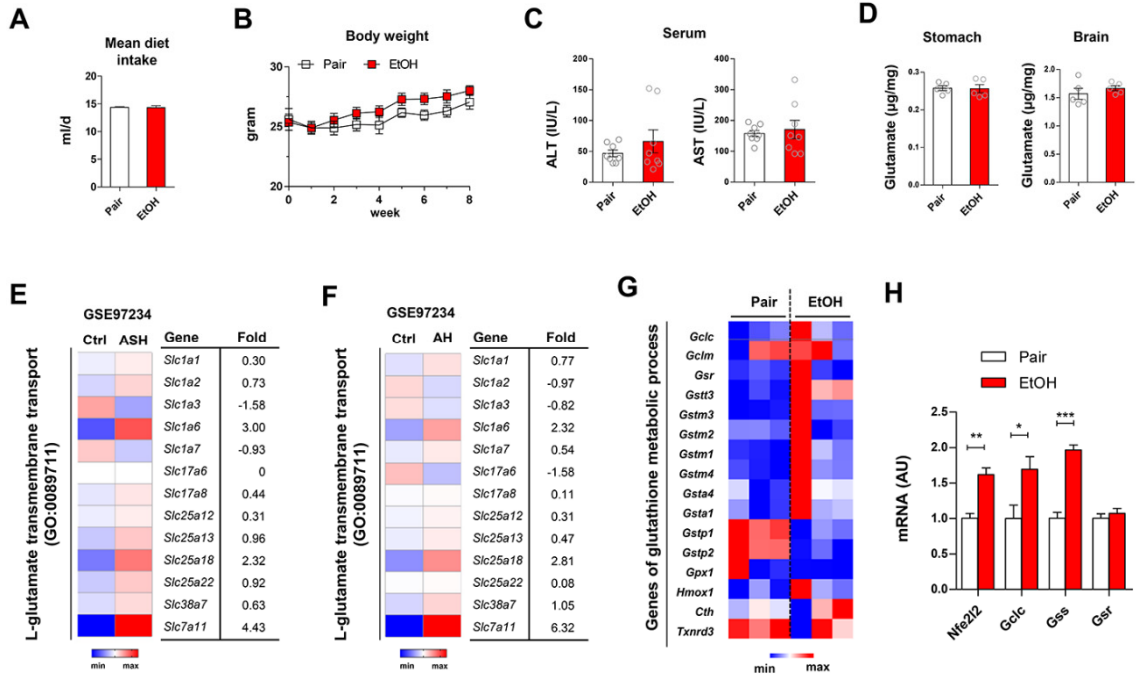 A
Mean diet
intake
ml/d
20
15
10
5
0
Pair
EtOH
B
Body weight
Pair
EtOH
gram
30
25
20
0
2
4
6
8
week
C
Serum
ALT (IU/L)
200
150
100
50
0
Pair
EtOH
AST (IU/L)
400
300
200
100
0
Pair
EtOH
D
Stomach
Glutamate (µg/mg)
0.3
0.2
0.1
0.0
Pair
EtOH
Brain
Glutamate (µg/mg)
2.0
1.5
1.0
0.5
0.0
Pair
EtOH
E
GSE97234
Ctrl ASH Gene Fold
L-glutamate transmembrane transport
(GO:0089711)
Slc1a1 0.30
Slc1a2 0.73
Slc1a3 -1.58
Slc1a6 3.00
Slc1a7 -0.93
Slc17a6 0
Slc17a8 0.44
Slc25a12 0.31
Slc25a13 0.96
Slc25a18 2.32
Slc25a22 0.92
Slc38a7 0.63
Slc7a11 4.43
min max
F
GSE97234
Ctrl AH Gene Fold
L-glutamate transmembrane transport
(GO:0089711)
Slc1a1 0.77
Slc1a2 -0.97
Slc1a3 -0.82
Slc1a6 2.32
Slc1a7 0.54
Slc17a6 -1.58
Slc17a8 0.11
Slc25a12 0.31
Slc25a13 0.47
Slc25a18 2.81
Slc25a22 0.08
Slc38a7 1.05
Slc7a11 6.32
min max
G
Pair EtOH
Genes of glutathione metabolic process
Gclc
Gclm
Gsr
Gstt3
Gstm3
Gstm2
Gstm1
Gstm4
Gsta4
Gsta1
Gstp1
Gstp2
Gpx1
Hmox1
Cth
Txnrd3
min max
H
Pair
EtOH
mRNA (AU)
2.5
2.0
1.5
1.0
0.5
0.0
**
*
***
Nfe2l2
Gclc
Gss
Gsr